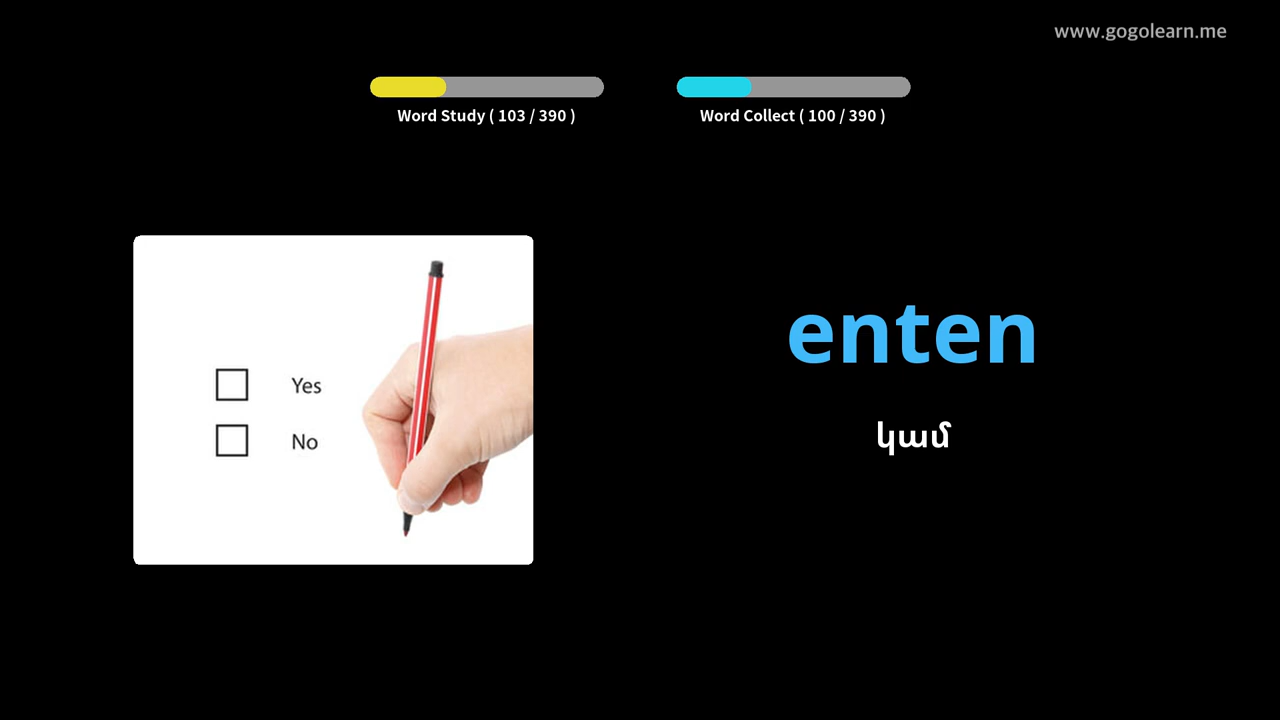 www.gogolearn.me
Word Study ( 103 / 390 )
Word Collect ( 100 / 390 )
Yes
No
enten
կամ